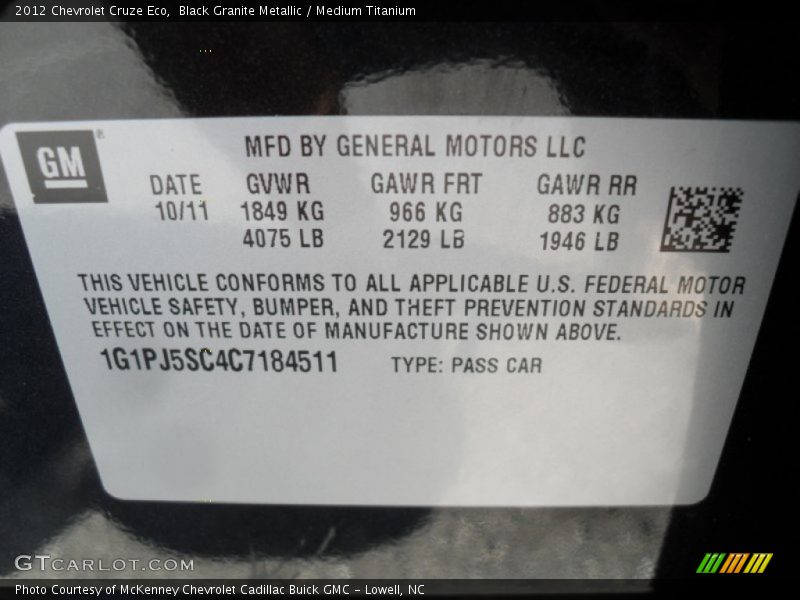 2012 Chevrolet Cruze Eco, Black Granite Metallic / Medium Titanium
GM®
MFD BY GENERAL MOTORS LLC
DATE GVWR GAWR FRT GAWR RR
10/11 1849 KG 966 KG 883 KG
4075 LB 2129 LB 1946 LB
THIS VEHICLE CONFORMS TO ALL APPLICABLE U.S. FEDERAL MOTOR
VEHICLE SAFETY, BUMPER, AND THEFT PREVENTION STANDARDS IN
EFFECT ON THE DATE OF MANUFACTURE SHOWN ABOVE.
1G1PJ5SC4C7184511 TYPE: PASS CAR
GTCARLOT.COM
Photo Courtesy of McKenney Chevrolet Cadillac Buick GMC - Lowell, NC